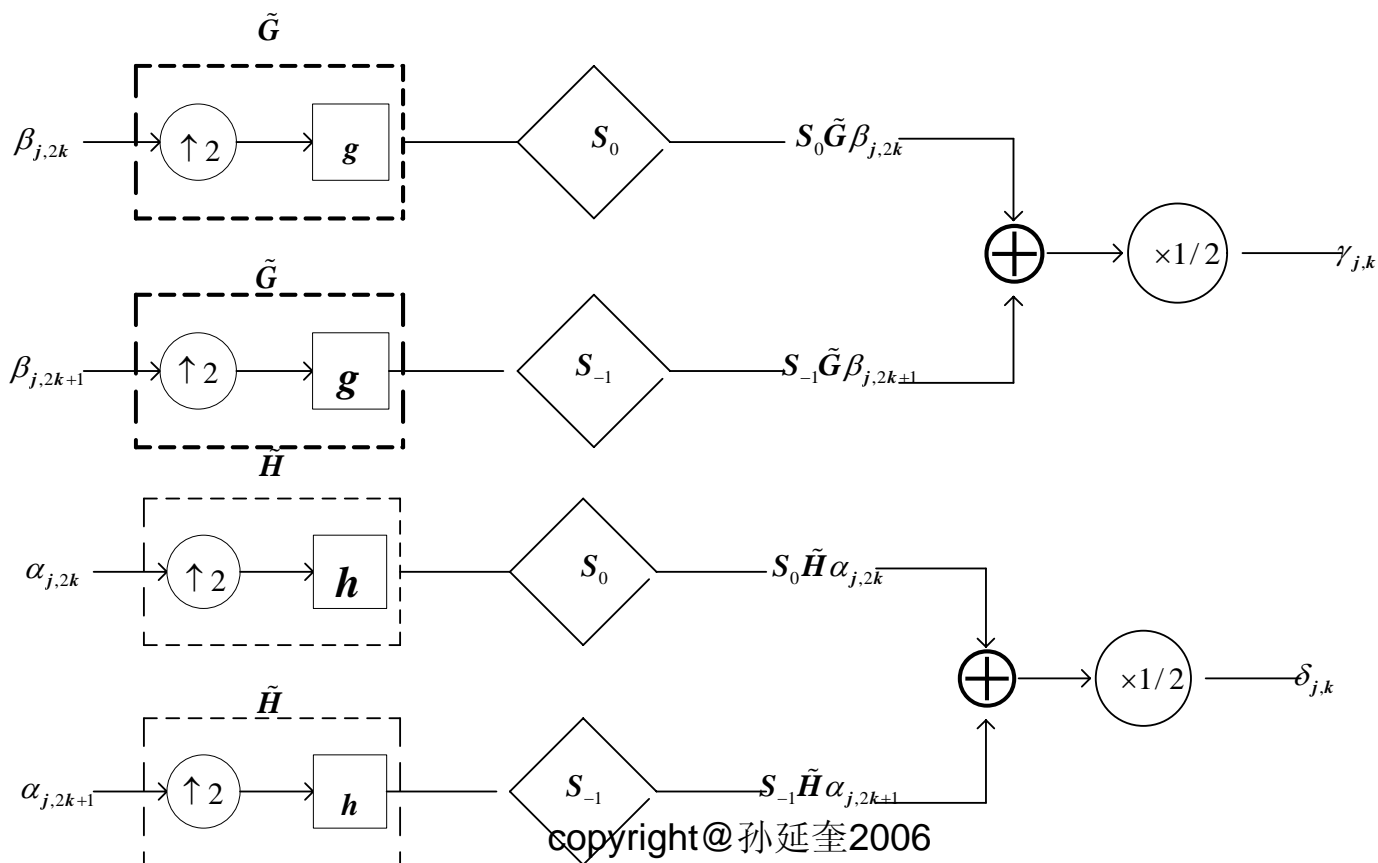 G̃
β_{j,2k} ↑2 g S_0 S_0 G̃ β_{j,2k}
×1/2 γ_{j,k}
G̃
β_{j,2k+1} ↑2 g S_{-1} S_{-1} G̃ β_{j,2k+1}
H̃
α_{j,2k} ↑2 h S_0 S_0 H̃ α_{j,2k}
×1/2 δ_{j,k}
H̃
α_{j,2k+1} ↑2 h S_{-1} S_{-1} H̃ α_{j,2k+1}
copyright@孙延奎2006